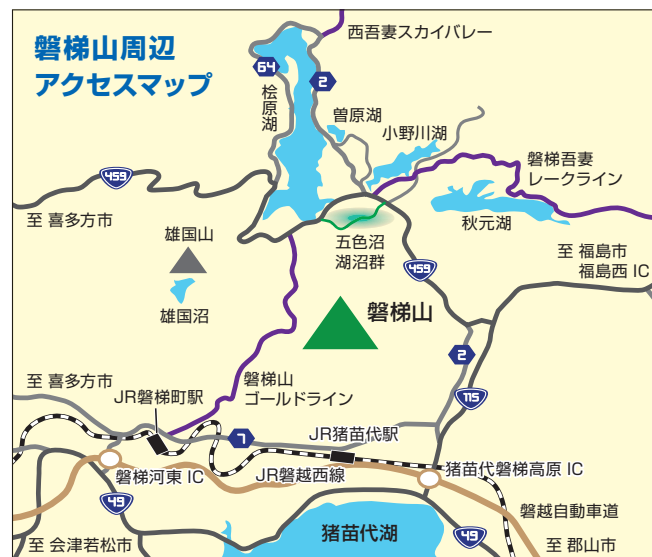 磐梯山周辺
アクセスマップ
西吾妻スカイバレー
64
2
桧原湖
曽原湖
小野川湖
磐梯吾妻
レークライン
459
至 喜多方市
秋元湖
雄国山
五色沼
湖沼群
459
至 福島市
福島西 IC
雄国沼
磐梯山
2
至 喜多方市
磐梯山
ゴールドライン
115
JR磐梯町駅
7
JR猪苗代駅
磐梯河東 IC
JR磐越西線
猪苗代磐梯高原 IC
49
磐越自動車道
猪苗代湖
49
至 会津若松市
至 郡山市